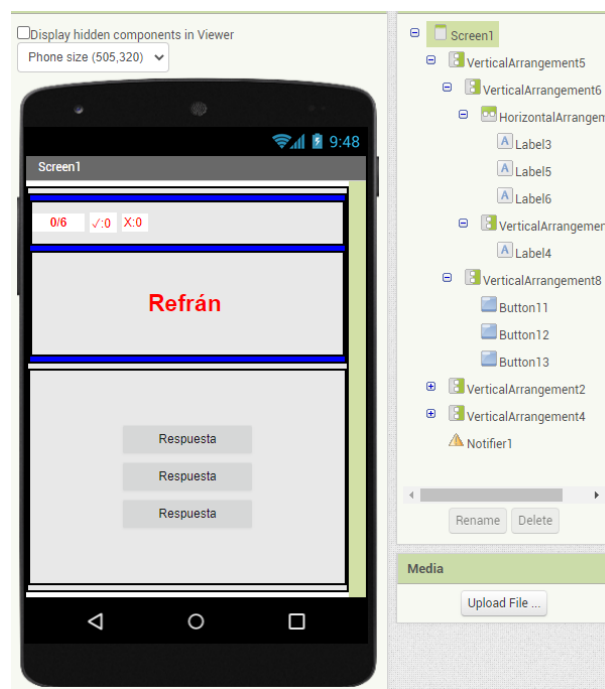 Display hidden components in Viewer
Phone size (505,320)
9:48
Screen1
0/6 ✓:0 X:0
Refrán
Respuesta
Respuesta
Respuesta
Screen1
VerticalArrangement5
VerticalArrangement6
HorizontalArrangem
Label3
Label5
Label6
VerticalArrangemen
Label4
VerticalArrangement8
Button11
Button12
Button13
VerticalArrangement2
VerticalArrangement4
Notifier1
Rename Delete
Media
Upload File ...